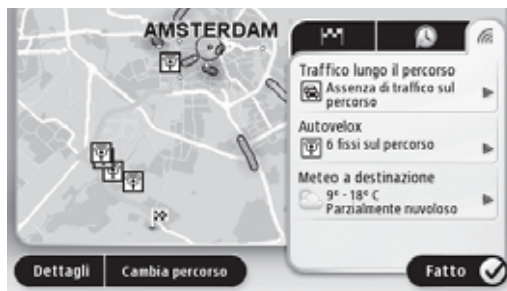 AMSTERDAM
Traffico lungo il percorso
Assenza di traffico sul
percorso
Autovelox
6 fissi sul percorso
Meteo a destinazione
9° - 18° C
Parzialmente nuvoloso
Dettagli
Cambia percorso
Fatto